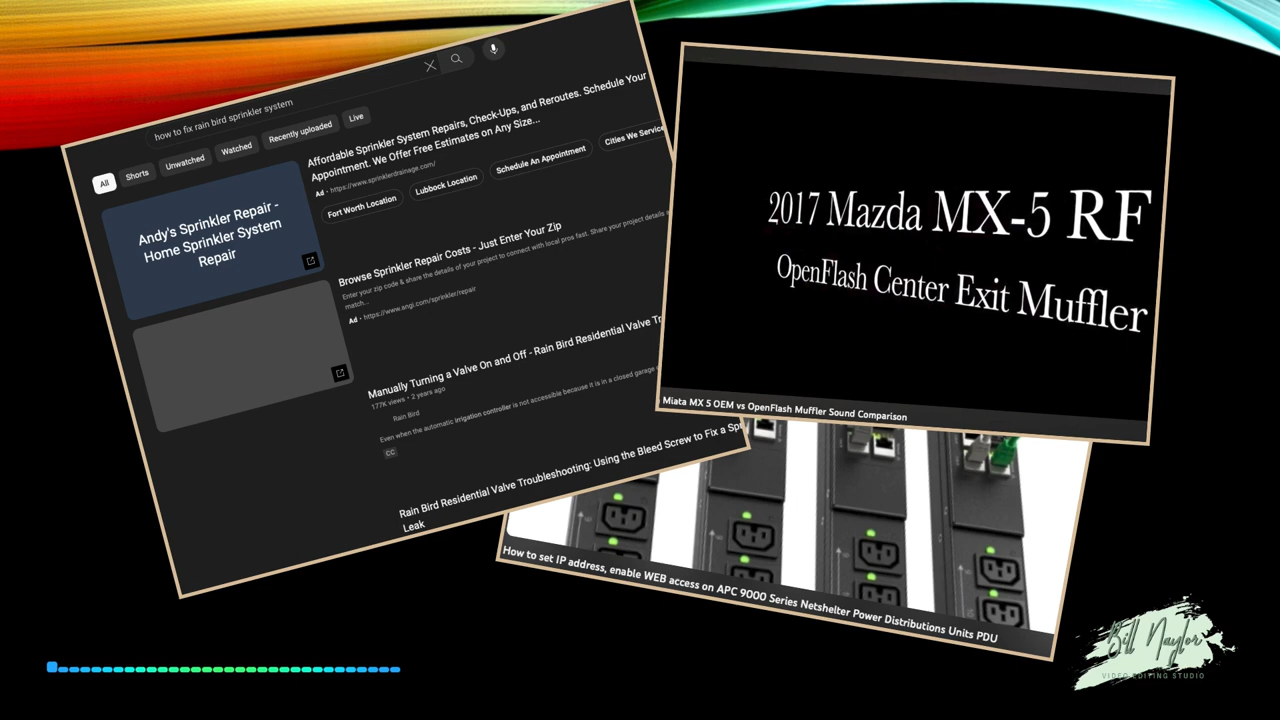 how to fix rain bird sprinkler system
All
Shorts
Unwatched
Watched
Recently uploaded
Live
Andy's Sprinkler Repair -
Home Sprinkler System
Repair
Affordable Sprinkler System Repairs, Check-Ups, and Reroutes. Schedule Your
Appointment. We Offer Free Estimates on Any Size...
Ad · https://www.sprinklerdrainage.com/
Fort Worth Location
Lubbock Location
Schedule An Appointment
Cities We Service
Browse Sprinkler Repair Costs - Just Enter Your Zip
Enter your zip code & share the details of your project to connect with local pros fast. Share your project details
match...
Ad · https://www.angi.com/sprinkler/repair
Manually Turning a Valve On and Off - Rain Bird Residential Valve
177K views · 2 years ago
Rain Bird
Even when the automatic irrigation controller is not accessible because it is in a closed garage
CC
Rain Bird Residential Valve Troubleshooting: Using the Bleed Screw to Fix a
Leak
2017 Mazda MX-5 RF
OpenFlash Center Exit Muffler
Miata MX 5 OEM vs OpenFlash Muffler Sound Comparison
How to set IP address, enable WEB access on APC 9000 Series Netshelter Power Distributions Units PDU
Bill Naylor
VIDEO EDITING STUDIO